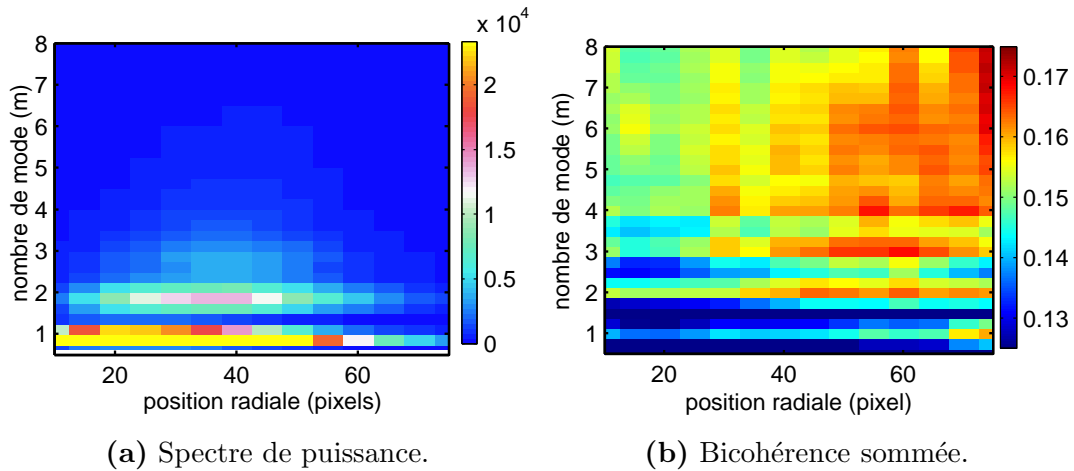 x 10⁴
8
7
6
5
4
3
2
1
20 40 60
nombre de mode (m)
position radiale (pixels)
2
1.5
1
0.5
0
(a) Spectre de puissance.
8
7
6
5
4
3
2
1
20 40 60
nombre de mode (m)
position radiale (pixel)
0.17
0.16
0.15
0.14
0.13
(b) Bicohérence sommée.